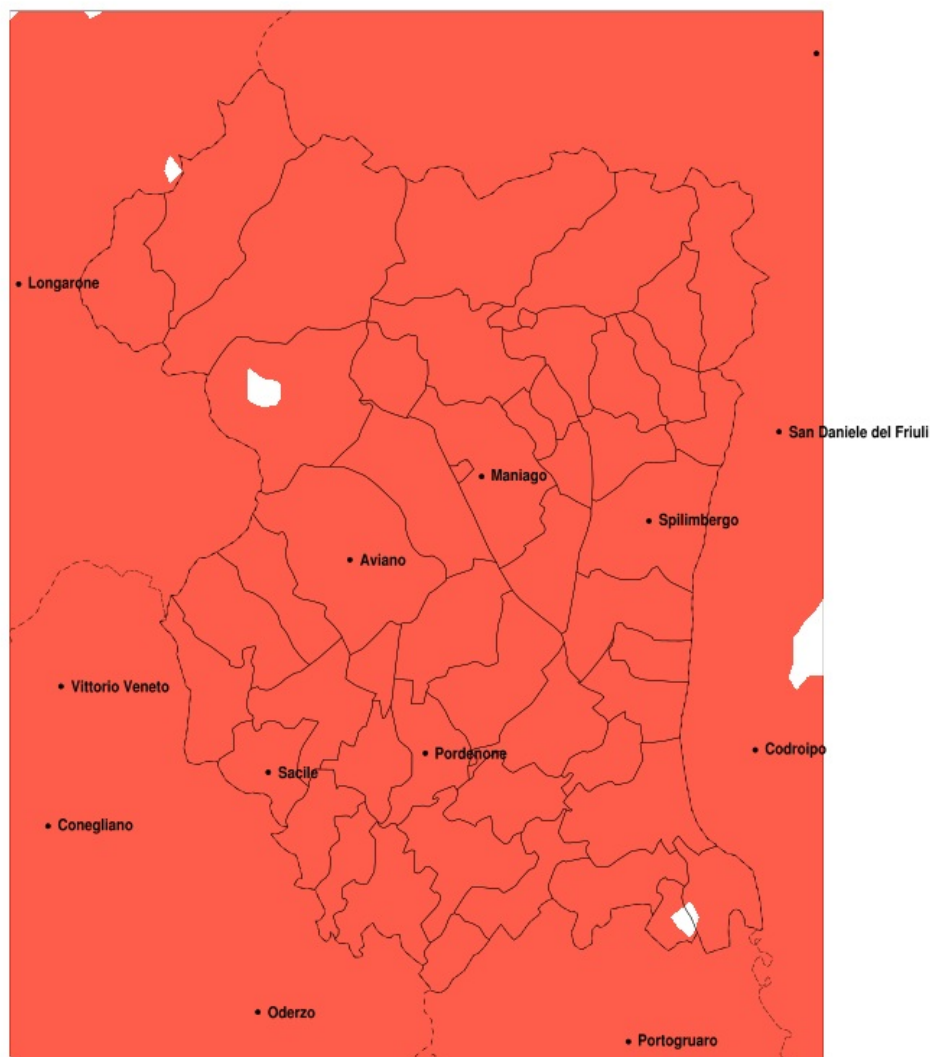 Longarone
San Daniele del Friuli
Maniago
Spilimbergo
Aviano
Vittorio Veneto
Codroipo
Pordenone
Sacile
Conegliano
Oderzo
Portogruaro